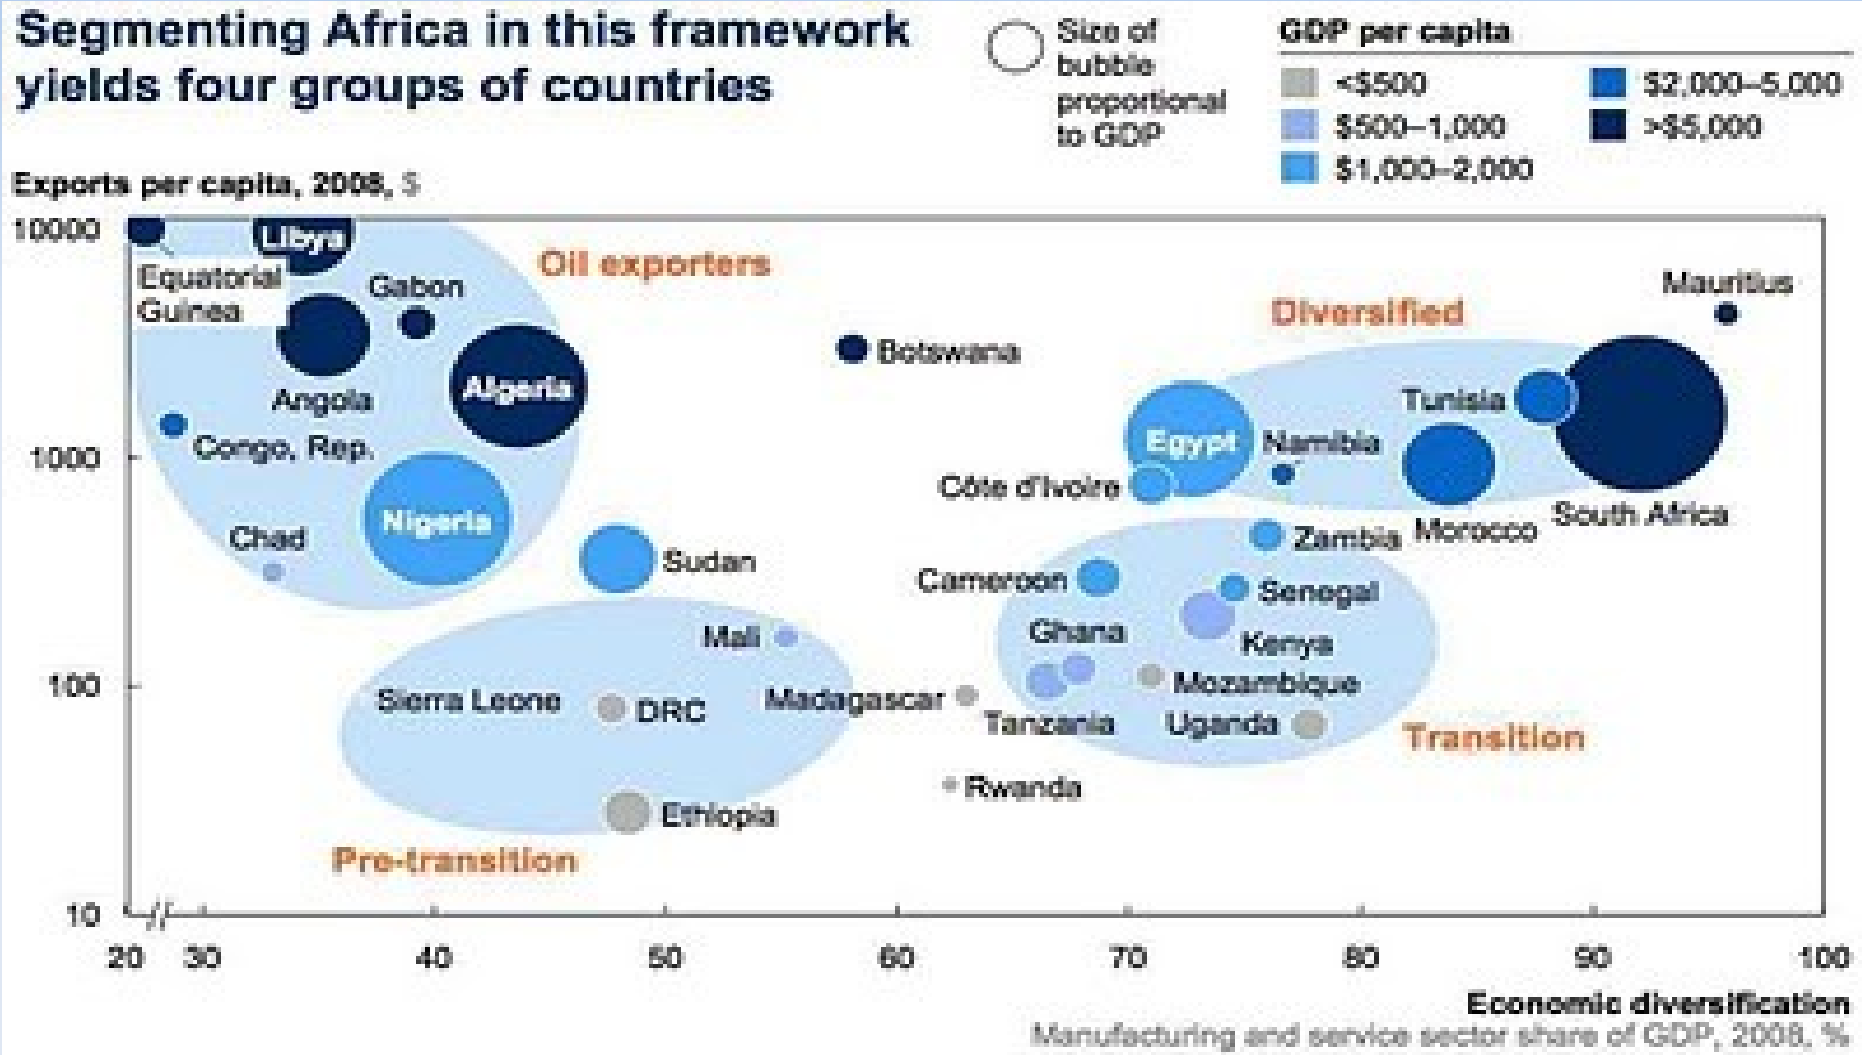 Segmenting Africa in this framework
yields four groups of countries
Size of
bubble
proportional
to GDP
GDP per capita
<$500
$500–1,000
$1,000–2,000
$2,000–5,000
>$5,000
Exports per capita, 2008, $
10000
1000
100
10
Libya
Equatorial
Guinea
Gabon
Oil exporters
Angola
Algeria
Congo, Rep.
Nigeria
Chad
Sudan
Botswana
Mauritius
Diversified
Tunisia
Egypt
Namibia
Côte d'Ivoire
South Africa
Morocco
Zambia
Cameroon
Senegal
Ghana
Kenya
Mali
Sierra Leone
DRC
Madagascar
Mozambique
Tanzania
Uganda
Transition
Rwanda
Ethiopia
Pre-transition
20 30 40 50 60 70 80 90 100
Economic diversification
Manufacturing and service sector share of GDP, 2008, %